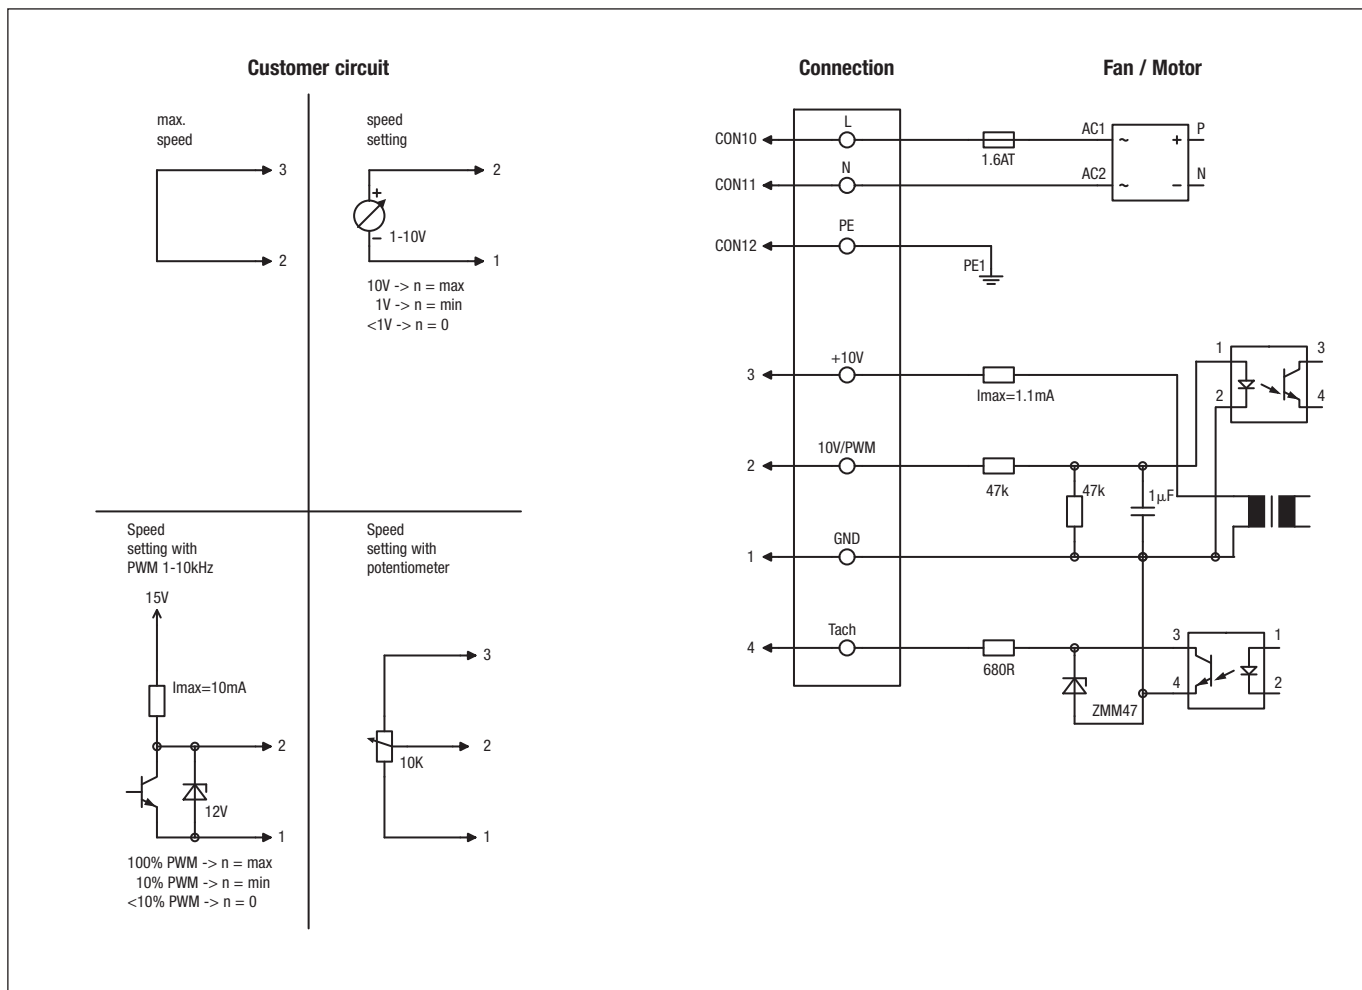 Customer circuit
Connection
Fan / Motor
max.
speed
3
2
speed
setting
2
+
− 1-10V
1
10V -> n = max
1V -> n = min
<1V -> n = 0
Speed
setting with
PWM 1-10kHz
15V
Imax=10mA
2
12V
1
100% PWM -> n = max
10% PWM -> n = min
<10% PWM -> n = 0
Speed
setting with
potentiometer
3
2
10K
1
L
CON10
1.6AT
AC1
~ + P
N
CON11
AC2
~ − N
PE
CON12
PE1
+10V
3
Imax=1.1mA
1 3
2 4
10V/PWM
2
47k
47k
1µF
GND
1
Tach
4
680R
ZMM47
3 1
4 2